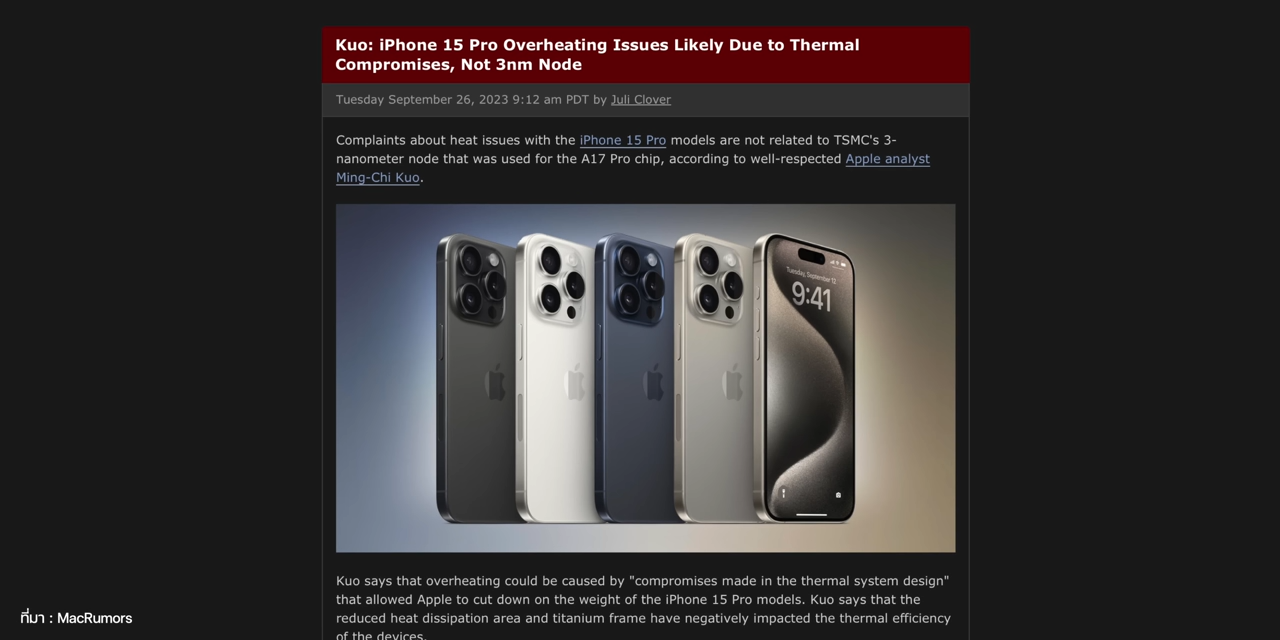 Kuo: iPhone 15 Pro Overheating Issues Likely Due to Thermal
Compromises, Not 3nm Node
Tuesday September 26, 2023 9:12 am PDT by Juli Clover
Complaints about heat issues with the iPhone 15 Pro models are not related to TSMC's 3-
nanometer node that was used for the A17 Pro chip, according to well-respected Apple analyst
Ming-Chi Kuo.
Tuesday, September 12
9:41
Kuo says that overheating could be caused by "compromises made in the thermal system design"
that allowed Apple to cut down on the weight of the iPhone 15 Pro models. Kuo says that the
reduced heat dissipation area and titanium frame have negatively impacted the thermal efficiency
of the devices.
ที่มา : MacRumors